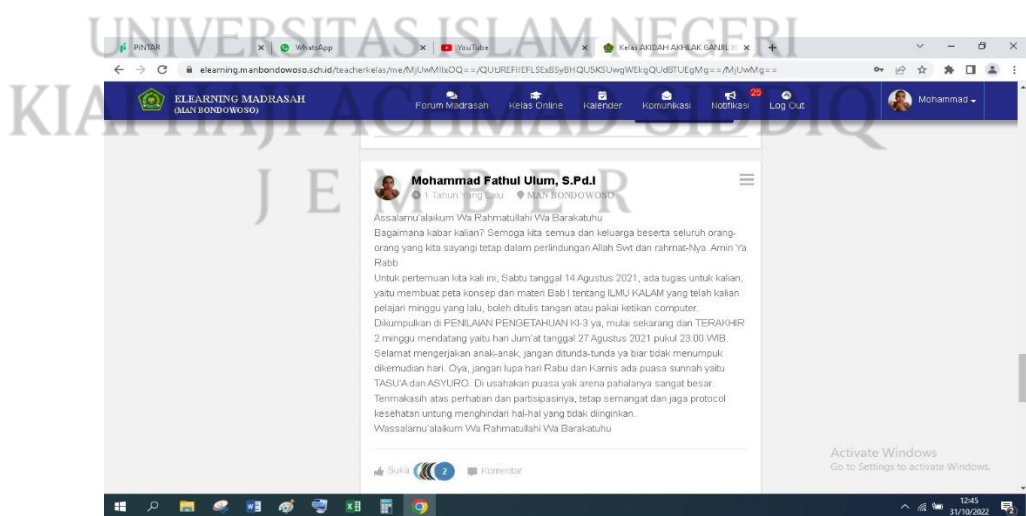 UNIVERSITAS ISLAM NEGERI
PINTAR WhatsApp YouTube Kelas AKIDAH AKHLAK GANJIL
elearning.manbondowoso.sch.id/teacherkelas/me/
KIAI HAJI ACHMAD SIDDIQ
ELEARNING MADRASAH
(MAN BONDOWOSO)
Forum Madrasah Kelas Online Kalender Komunikasi Notifikasi 25 Log Out Mohammad
JEMBER
Mohammad Fathul Ulum, S.Pd.I
1 Tahun Yang Lalu MAN BONDOWOSO
Assalamu'alaikum Wa Rahmatullahi Wa Barakatuhu
Bagaimana kabar kalian? Semoga kita semua dan keluarga beserta seluruh orang-
orang yang kita sayangi tetap dalam perlindungan Allah Swt dan rahmat-Nya. Amin Ya
Rabb
Untuk pertemuan kita kali ini, Sabtu tanggal 14 Agustus 2021, ada tugas untuk kalian,
yaitu membuat peta konsep dari materi Bab I tentang ILMU KALAM yang telah kalian
pelajari minggu yang lalu, boleh ditulis tangan atau pakai ketikan computer.
Dikumpulkan di PENILAIAN PENGETAHUAN KI-3 ya, mulai sekarang dan TERAKHIR
2 minggu mendatang yaitu hari Jum'at tanggal 27 Agustus 2021 pukul 23.00 WIB.
Selamat mengerjakan anak-anak, jangan ditunda-tunda ya biar tidak menumpuk
dikemudian hari. Oya, jangan lupa hari Rabu dan Kamis ada puasa sunnah yaitu
TASU'A dan ASYURO. Di usahakan puasa yak arena pahalanya sangat besar.
Terimakasih atas perhatian dan partisipasinya, tetap semangat dan jaga protocol
kesehatan untung menghindari hal-hal yang tidak diinginkan.
Wassalamu'alaikum Wa Rahmatullahi Wa Barakatuhu
Suka 2 Komentar
Activate Windows
Go to Settings to activate Windows.
12:45
31/10/2022